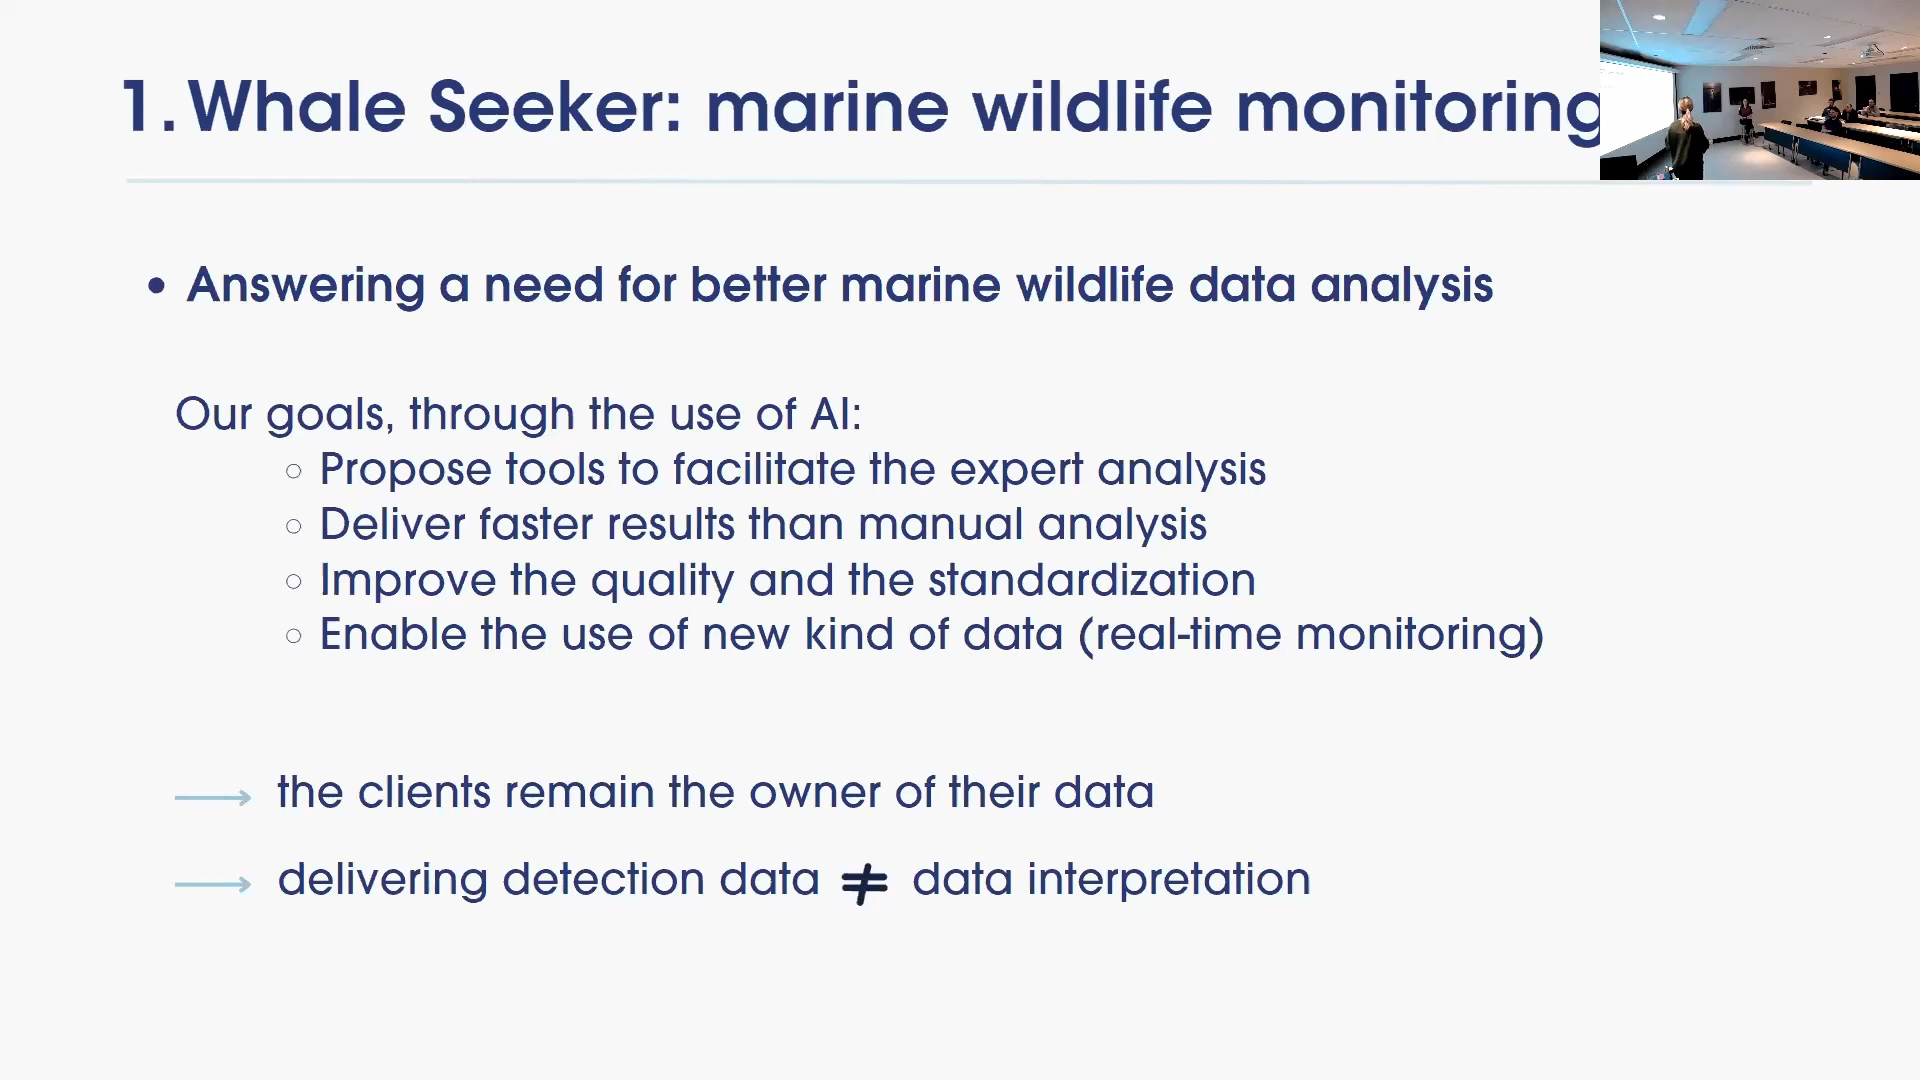 1. Whale Seeker: marine wildlife monitoring
• Answering a need for better marine wildlife data analysis
Our goals, through the use of AI:
○ Propose tools to facilitate the expert analysis
○ Deliver faster results than manual analysis
○ Improve the quality and the standardization
○ Enable the use of new kind of data (real-time monitoring)
⟶ the clients remain the owner of their data
⟶ delivering detection data ≠ data interpretation